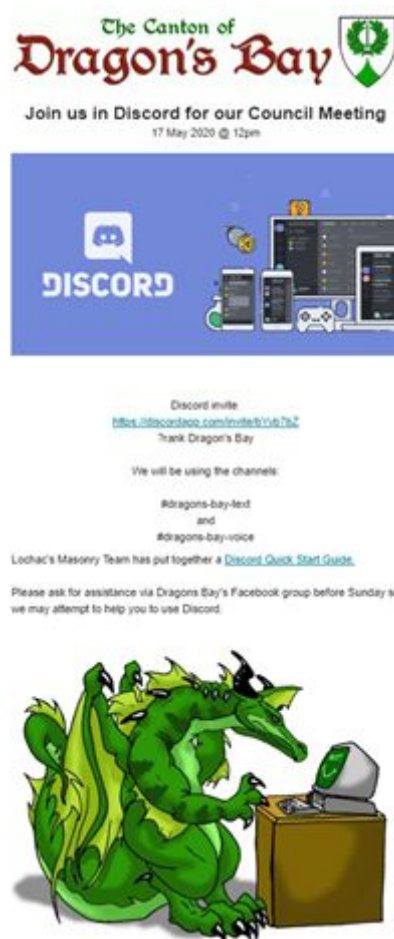 The Canton of
Dragon's Bay
Join us in Discord for our Council Meeting
17 May 2020 @ 12pm
DISCORD
Discord invite
?rank Dragon's Bay
We will be using the channels:
#dragons-bay-text
and
#dragons-bay-voice
Lochac's Masonry Team has put together a Discord Quick Start Guide.
Please ask for assistance via Dragons Bay's Facebook group before Sunday s
we may attempt to help you to use Discord.